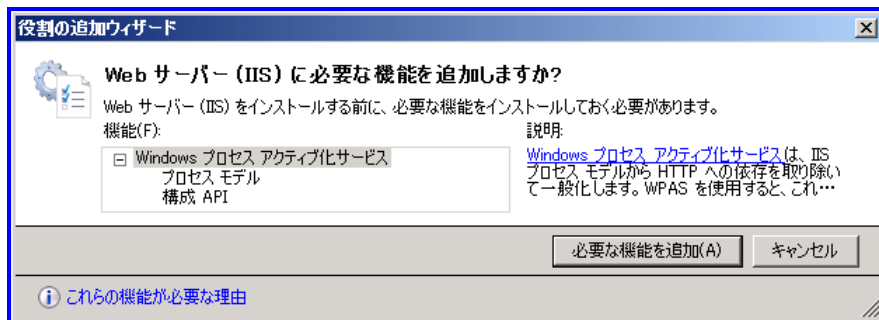 役割の追加ウィザード
Web サーバー (IIS) に必要な機能を追加しますか?
Web サーバー (IIS) をインストールする前に、必要な機能をインストールしておく必要があります。
機能(F):
Windows プロセス アクティブ化サービス
プロセス モデル
構成 API
説明:
Windows プロセス アクティブ化サービスは、IIS
プロセス モデルから HTTP への依存を取り除い
て一般化します。WPAS を使用すると、これ…
必要な機能を追加(A)
キャンセル
これらの機能が必要な理由